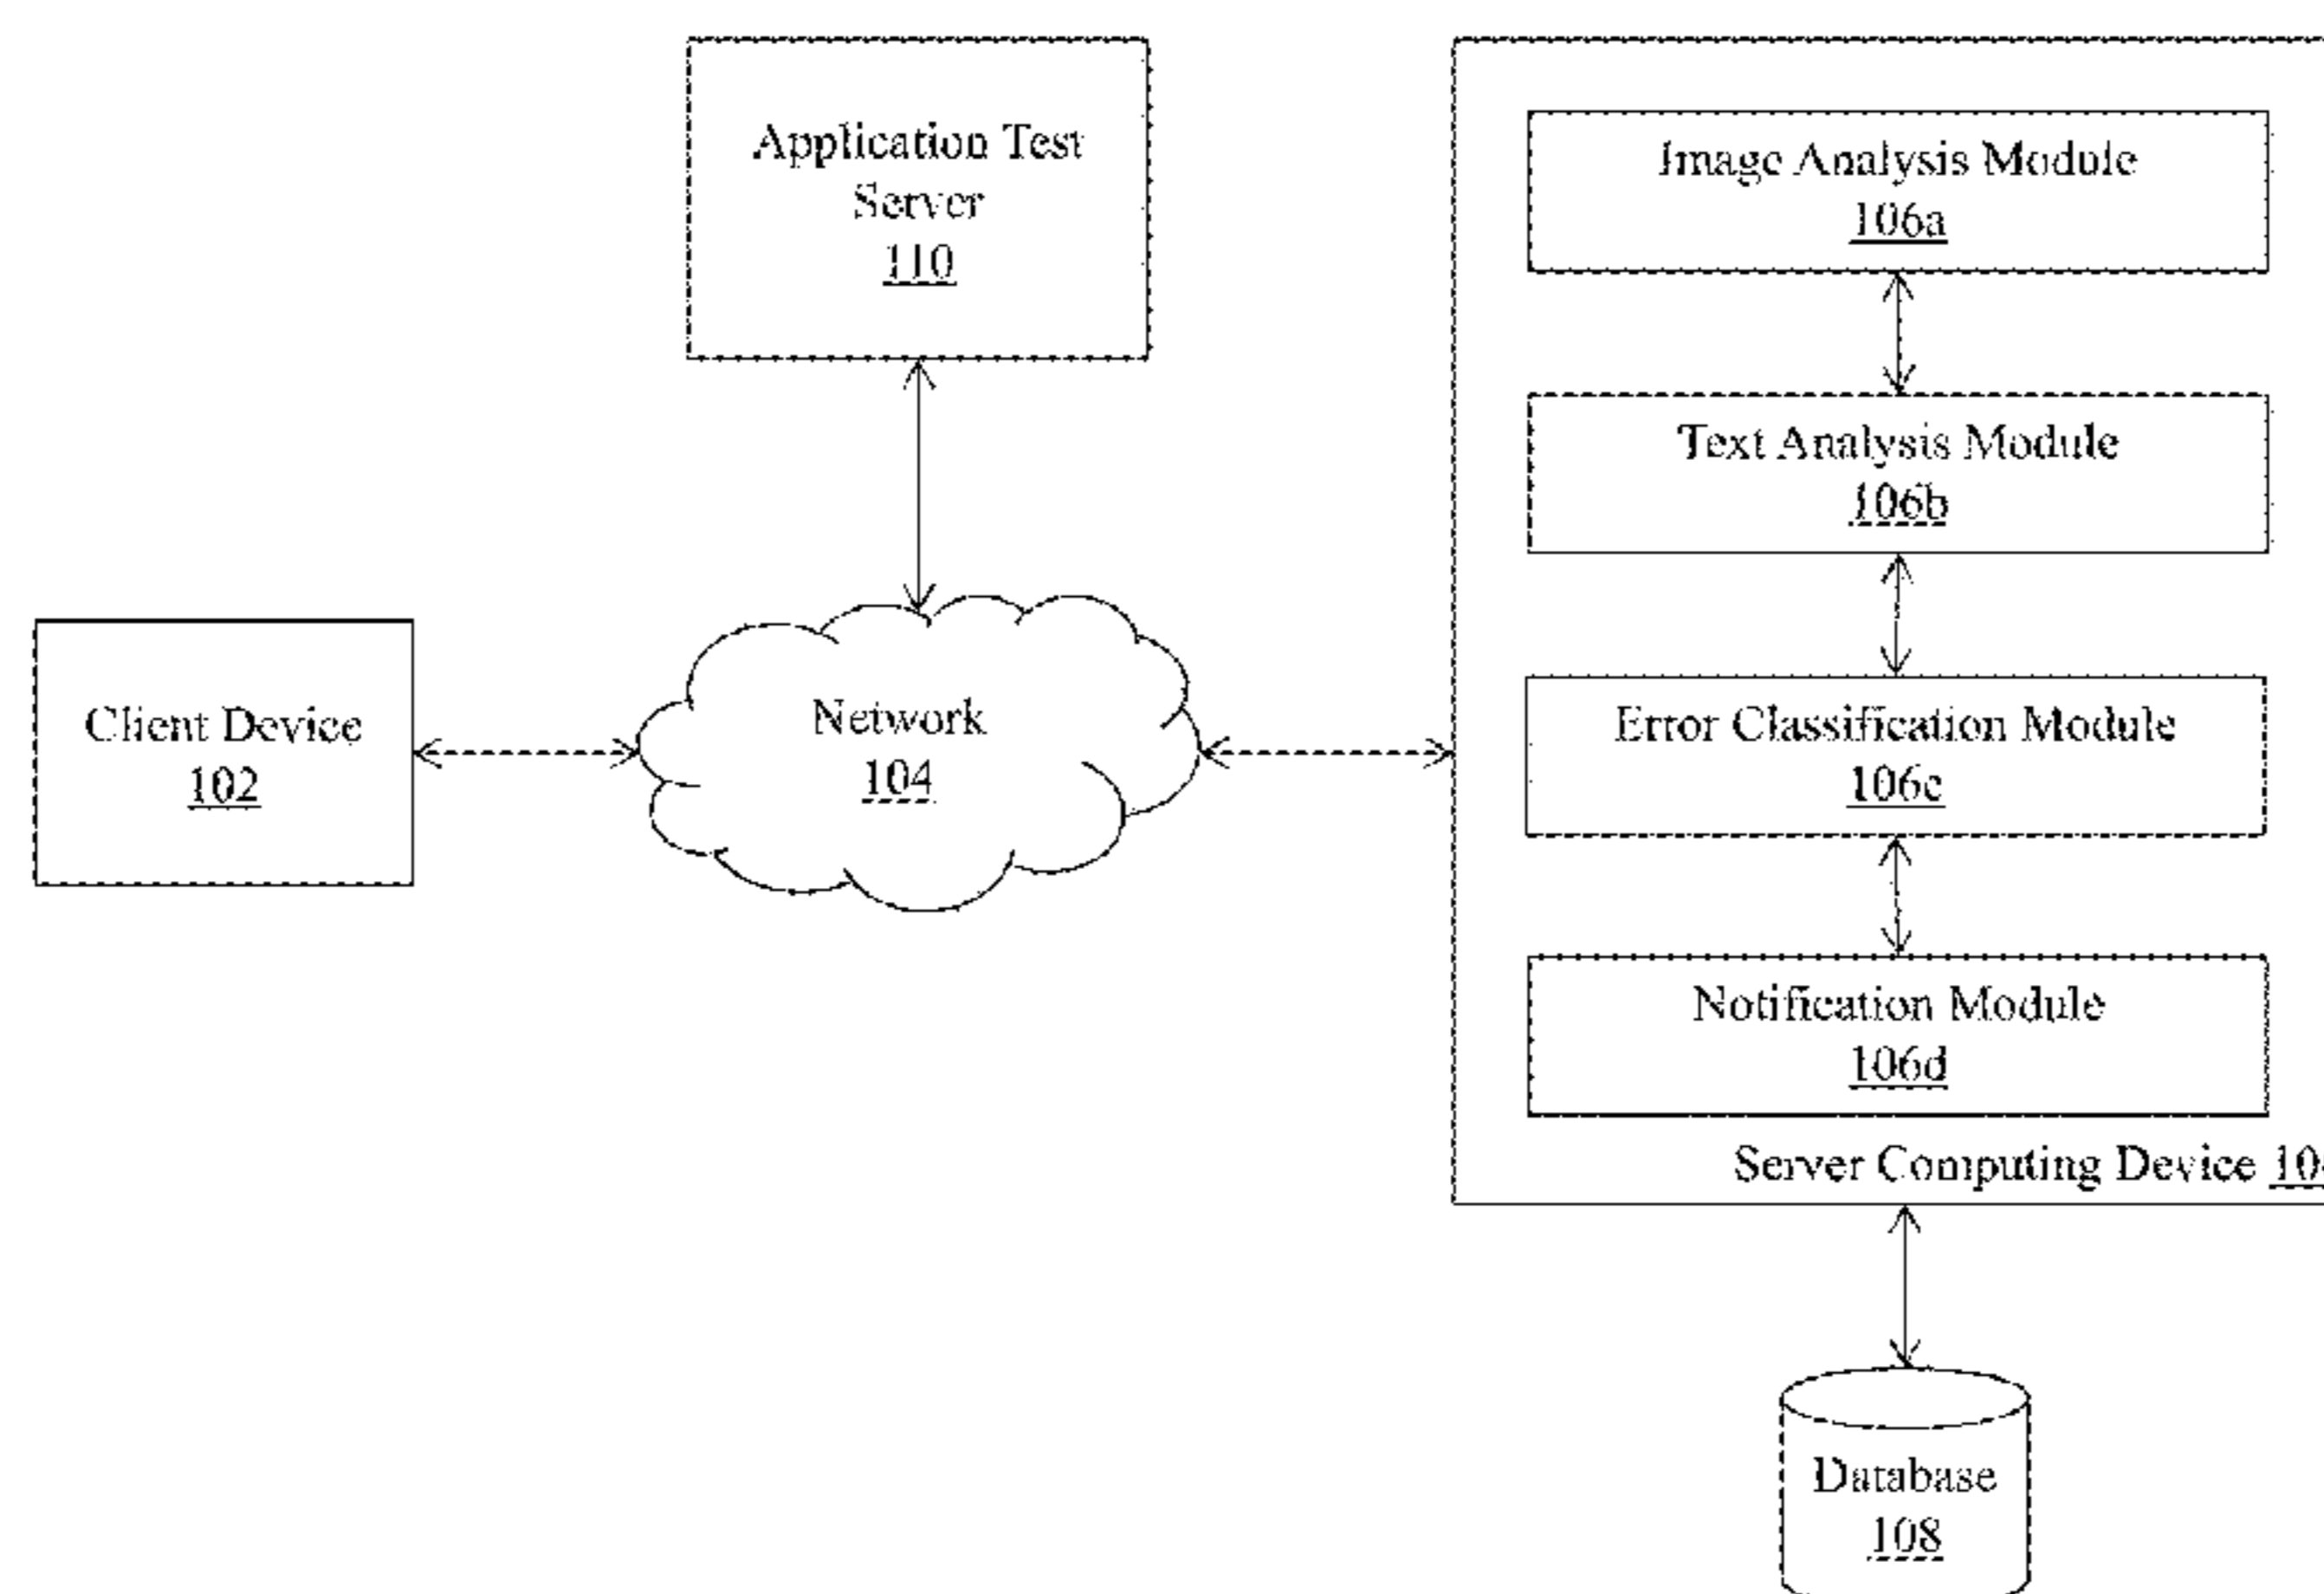 Application Test
Server
110
Image Analysis Module
106a
Text Analysis Module
106b
Client Device
102
Network
104
Error Classification Module
106c
Notification Module
106d
Server Computing Device
Database
108